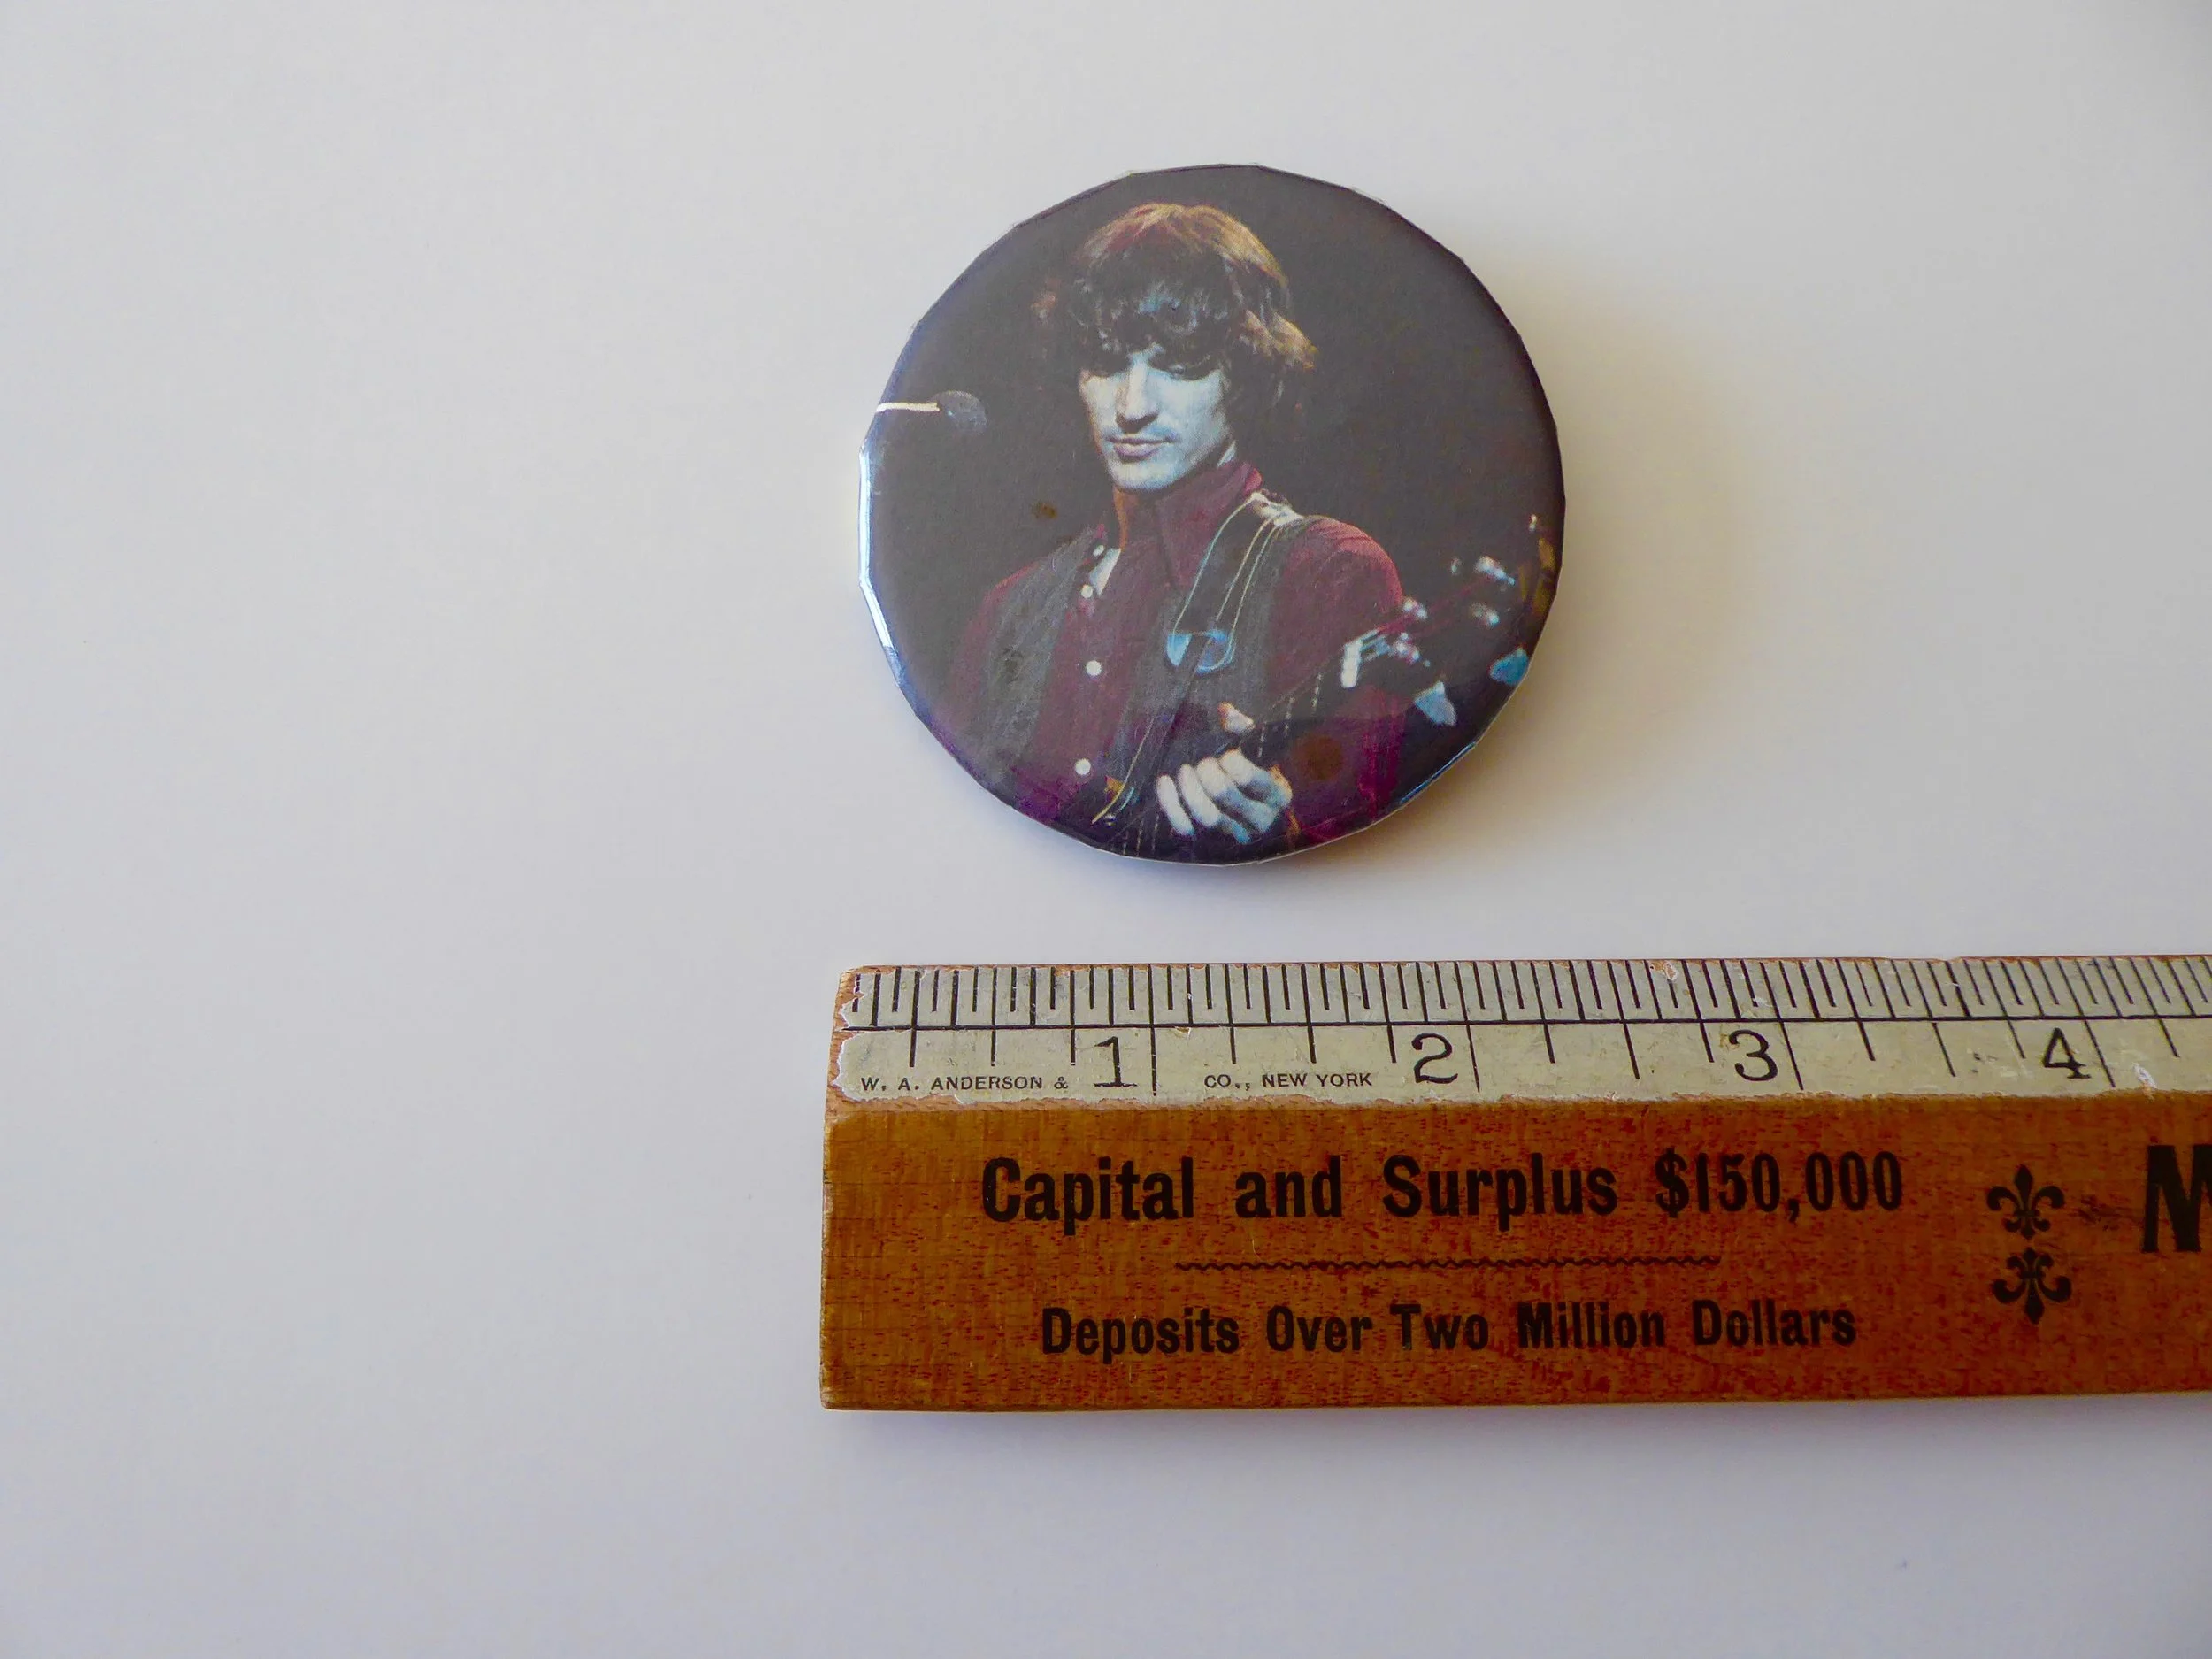 1 2 3 4
W. A. ANDERSON & CO., NEW YORK
Capital and Surplus $150,000
Deposits Over Two Million Dollars
M